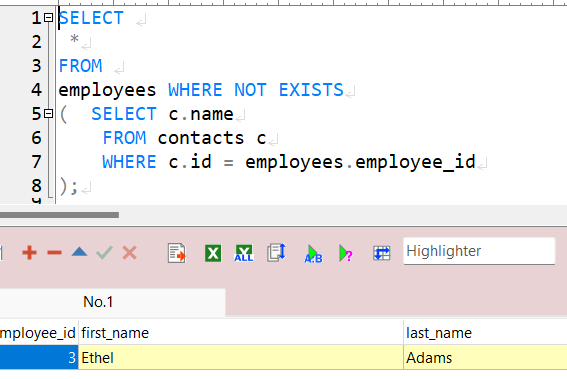 1 SELECT
2 *
3 FROM
4 employees WHERE NOT EXISTS
5 ( SELECT c.name
6 FROM contacts c
7 WHERE c.id = employees.employee_id
8 );
ALL A.B ? Highlighter
No.1
mployee_id first_name last_name
3 Ethel Adams